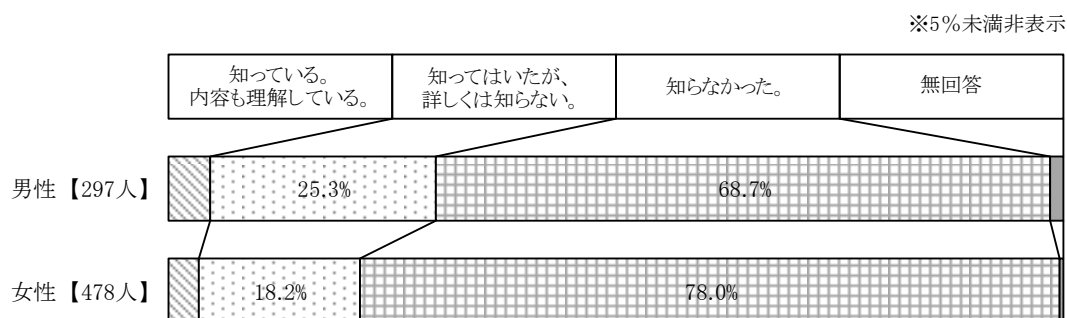 ※5％未満非表示
知っている。
内容も理解している。
知ってはいたが、
詳しくは知らない。
知らなかった。
無回答
男性【297人】
25.3%
68.7%
女性【478人】
18.2%
78.0%